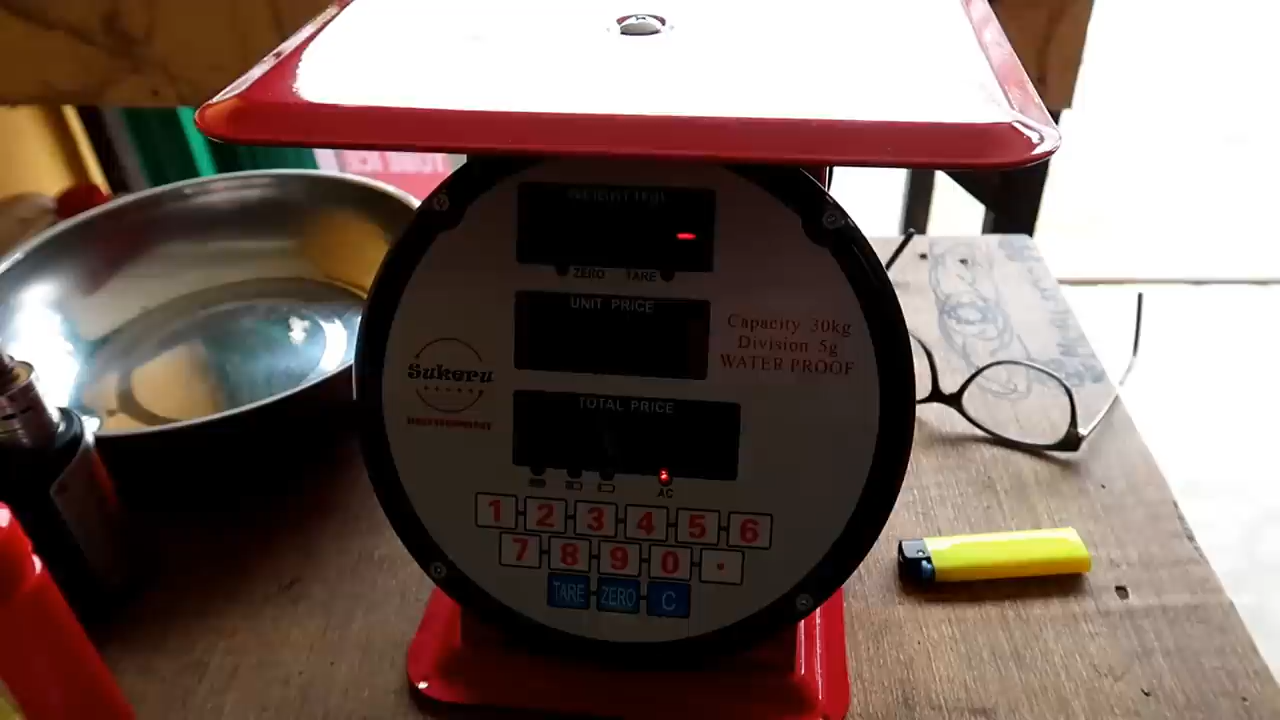 WEIGHT (kg)
ZERO TARE
UNIT PRICE
Capacity 30kg
Division 5g
WATER PROOF
Sukeru
TOTAL PRICE
AC
1 2 3 4 5 6
7 8 9 0 .
TARE ZERO C